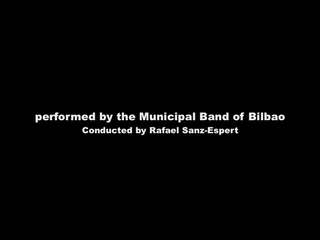 performed by the Municipal Band of Bilbao
Conducted by Rafael Sanz-Espert